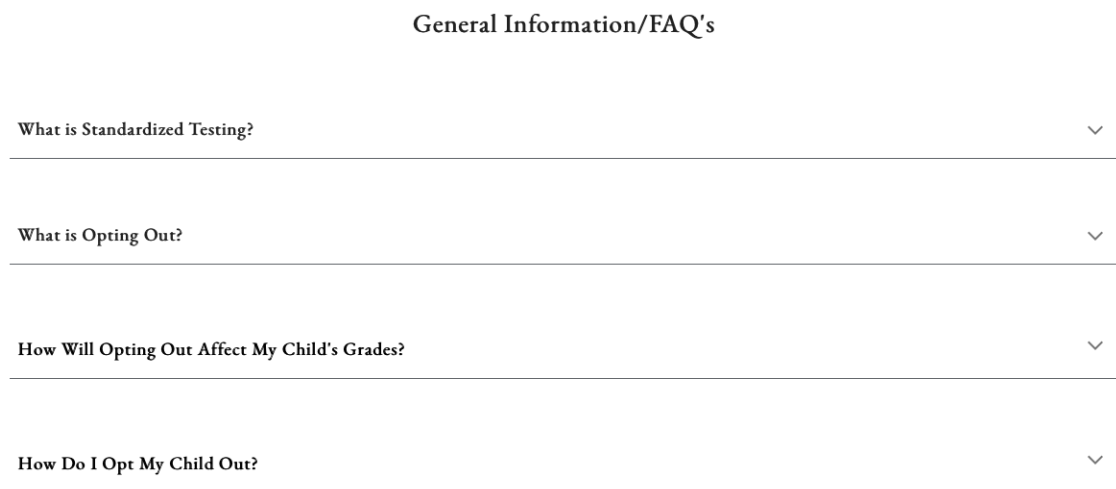 General Information/FAQ's
What is Standardized Testing?
What is Opting Out?
How Will Opting Out Affect My Child's Grades?
How Do I Opt My Child Out?